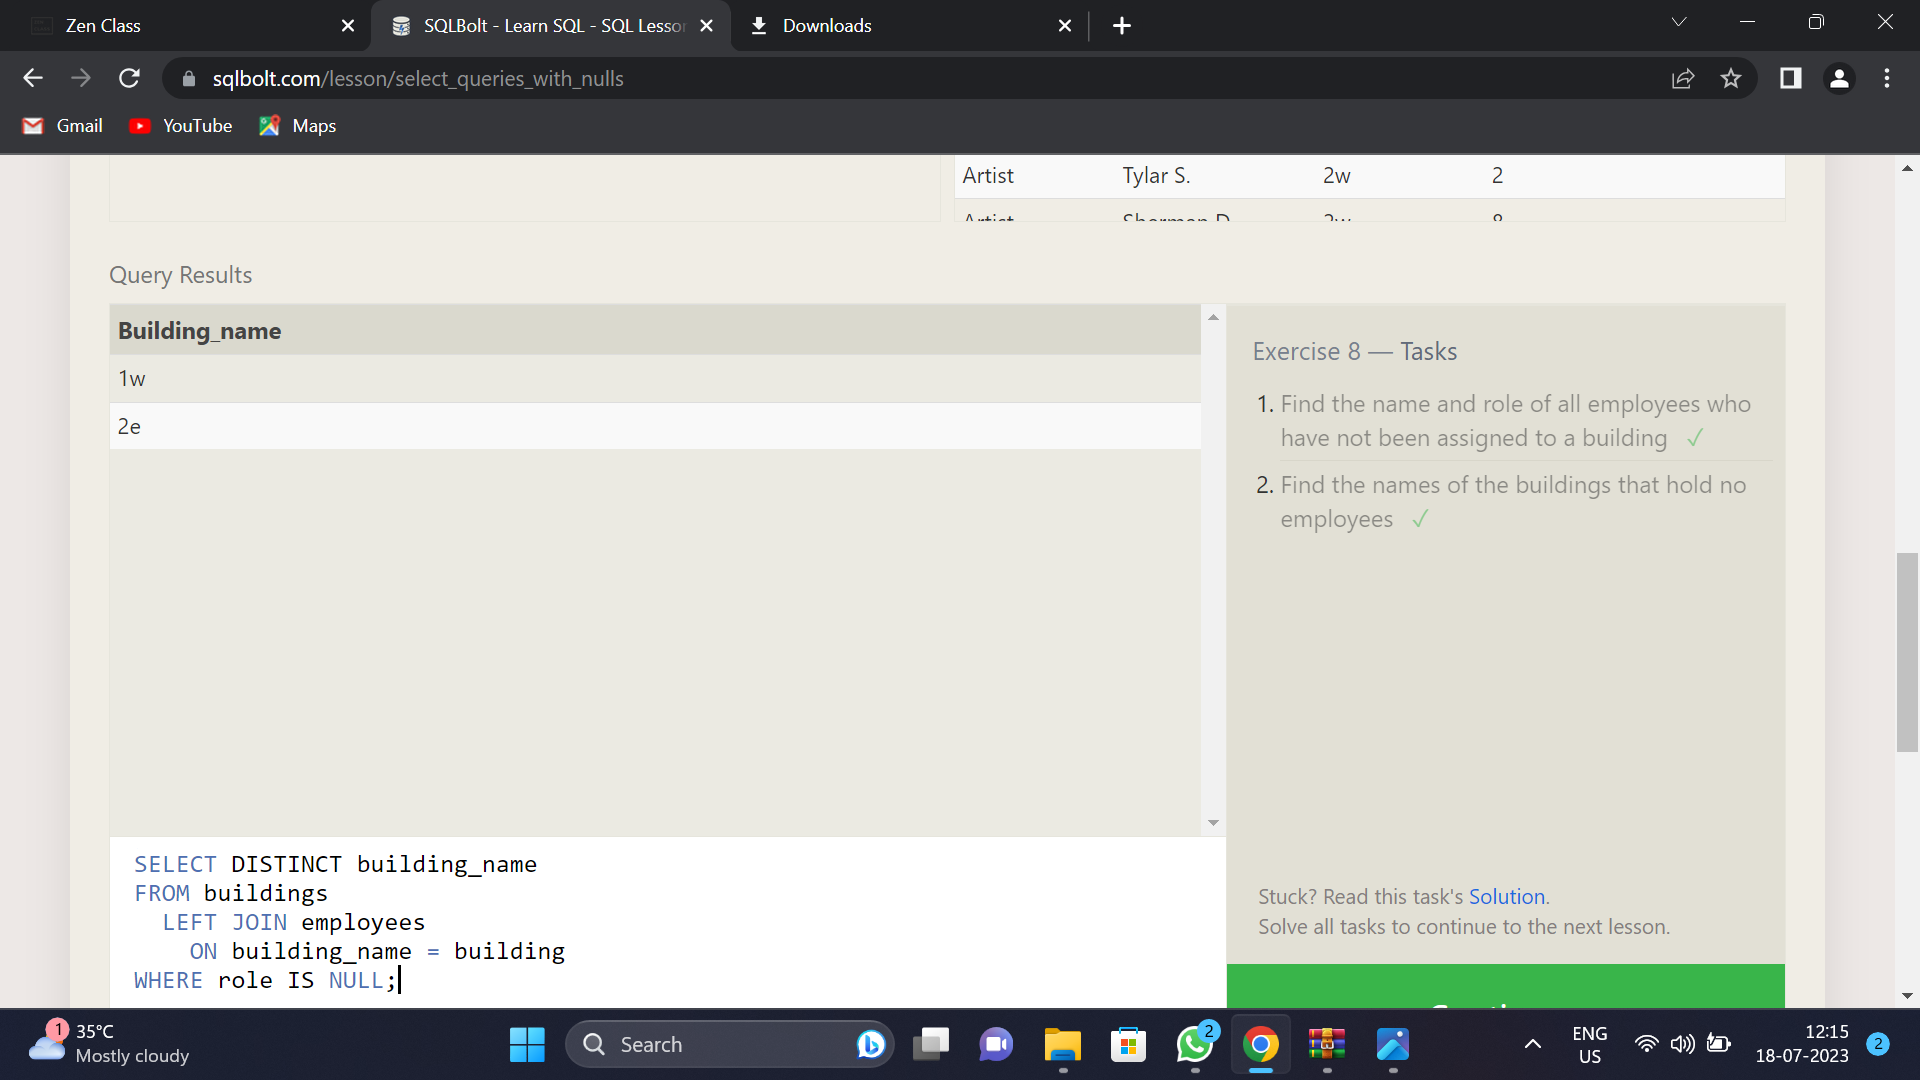 Zen Class
SQLBolt - Learn SQL - SQL Lesso
Downloads
sqlbolt.com/lesson/select_queries_with_nulls
Gmail
YouTube
Maps
Artist Tylar S. 2w 2
Query Results
Building_name
1w
2e
Exercise 8 — Tasks
1. Find the name and role of all employees who
have not been assigned to a building ✓
2. Find the names of the buildings that hold no
employees ✓
Stuck? Read this task's Solution.
Solve all tasks to continue to the next lesson.
SELECT DISTINCT building_name
FROM buildings
LEFT JOIN employees
ON building_name = building
WHERE role IS NULL;
1
35°C
Mostly cloudy
Search
2
ENG
US
12:15
18-07-2023
2